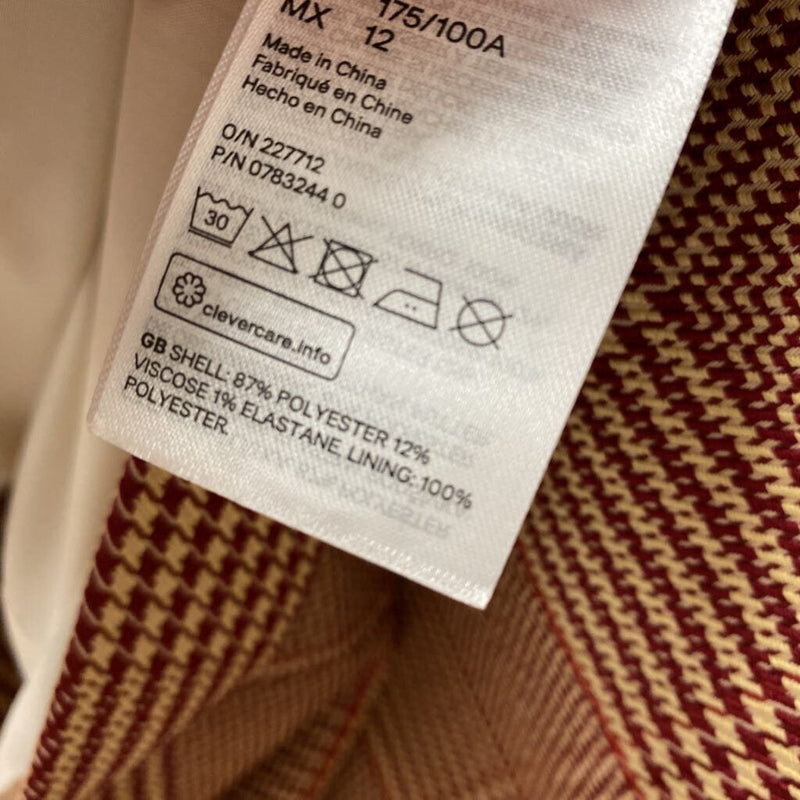 MX 175/100A
12
Made in China
Fabriqué en Chine
Hecho en China
O/N 227712
P/N 0783244 0
30
clevercare.info
GB SHELL: 87% POLYESTER 12%
VISCOSE 1% ELASTANE, LINING: 100%
POLYESTER.